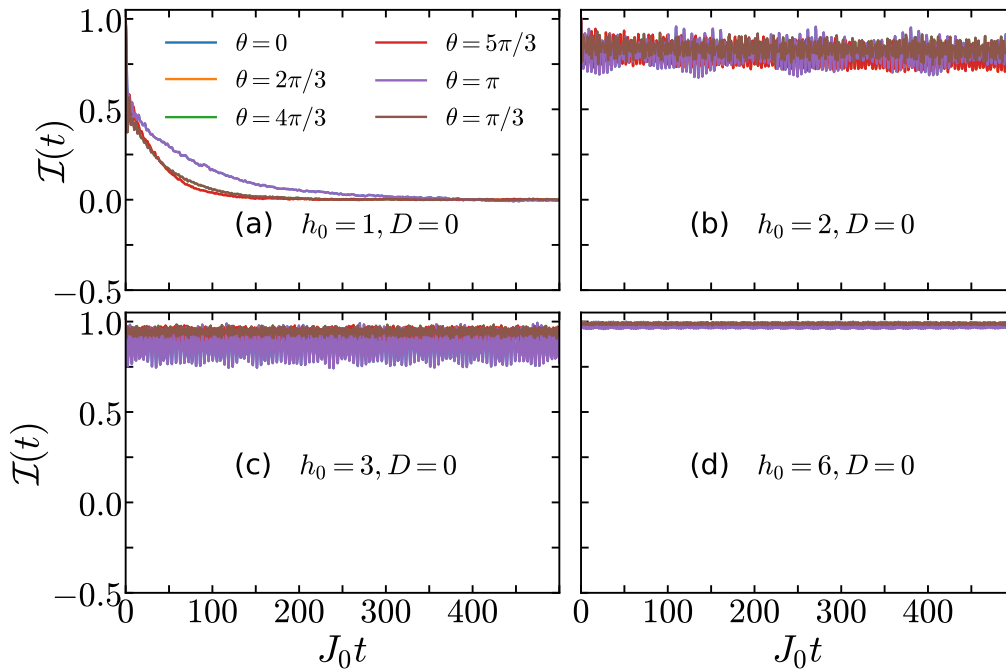 1.0
0.5
0.0
−0.5
I(t)
θ = 0
θ = 2π/3
θ = 4π/3
θ = 5π/3
θ = π
θ = π/3
(a) h₀ = 1, D = 0
(b) h₀ = 2, D = 0
1.0
0.5
0.0
−0.5
I(t)
(c) h₀ = 3, D = 0
(d) h₀ = 6, D = 0
0 100 200 300 400
J₀t
0 100 200 300 400
J₀t